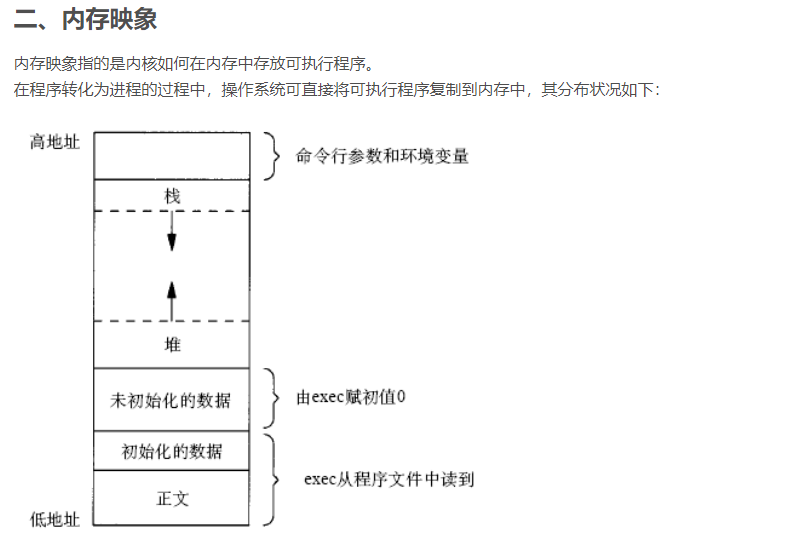 二、内存映象
内存映象指的是内核如何在内存中存放可执行程序。
在程序转化为进程的过程中，操作系统可直接将可执行程序复制到内存中，其分布状况如下：
高地址
命令行参数和环境变量
栈
堆
未初始化的数据
由exec赋初值0
初始化的数据
exec从程序文件中读到
正文
低地址